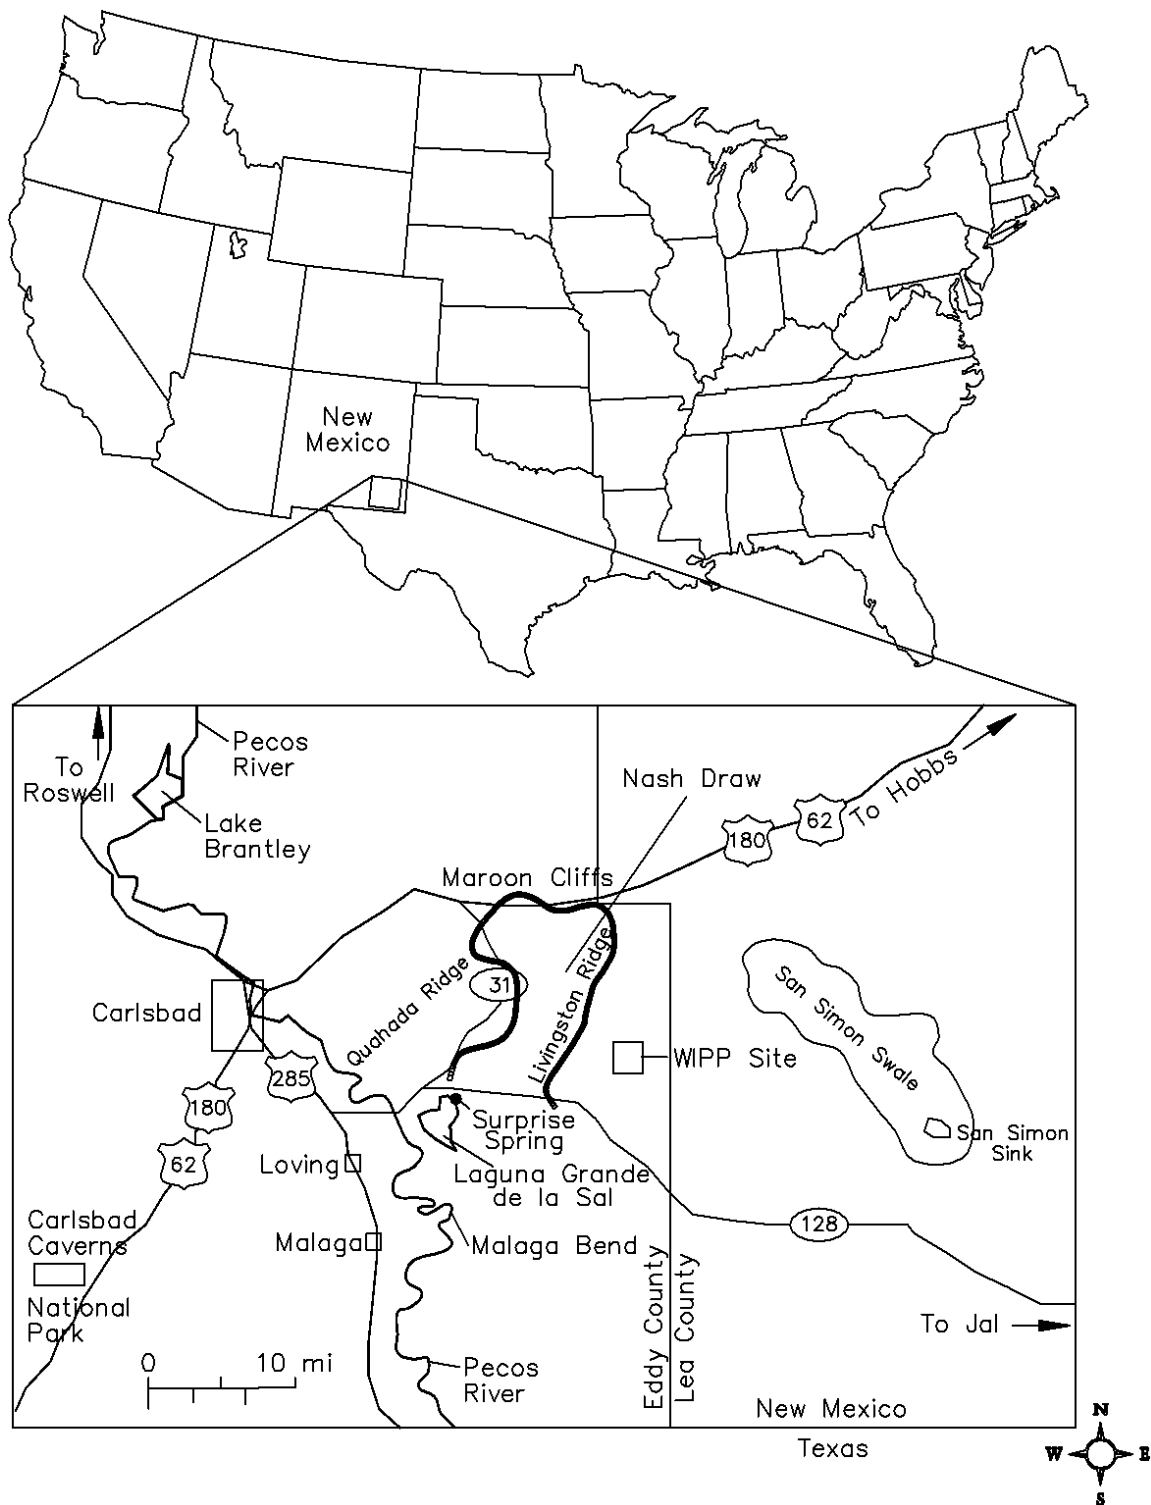 New
Mexico
Pecos
River
To
Roswell
Nash Draw
Lake
Brantley
To Hobbs
62
180
Maroon Cliffs
Quahada Ridge
31
Livingston Ridge
San Simon Swale
Carlsbad
WIPP Site
285
180
Surprise
Spring
San Simon
Sink
62
Loving
Laguna Grande
de la Sal
Carlsbad
Caverns
National
Park
Malaga
Malaga Bend
128
Eddy County
Lea County
To Jal
0 10 mi
Pecos
River
New Mexico
Texas
N
W E
S